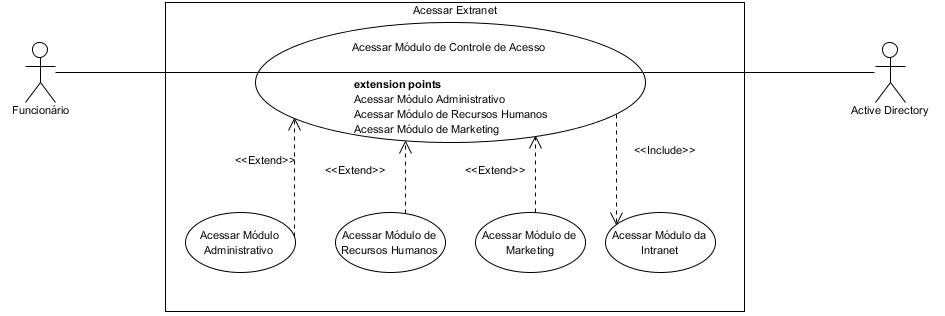 Acessar Extranet
Acessar Módulo de Controle de Acesso
extension points
Acessar Módulo Administrativo
Acessar Módulo de Recursos Humanos
Acessar Módulo de Marketing
Funcionário
Active Directory
<<Extend>>
<<Extend>>
<<Extend>>
<<Include>>
Acessar Módulo
Administrativo
Acessar Módulo de
Recursos Humanos
Acessar Módulo de
Marketing
Acessar Módulo da
Intranet